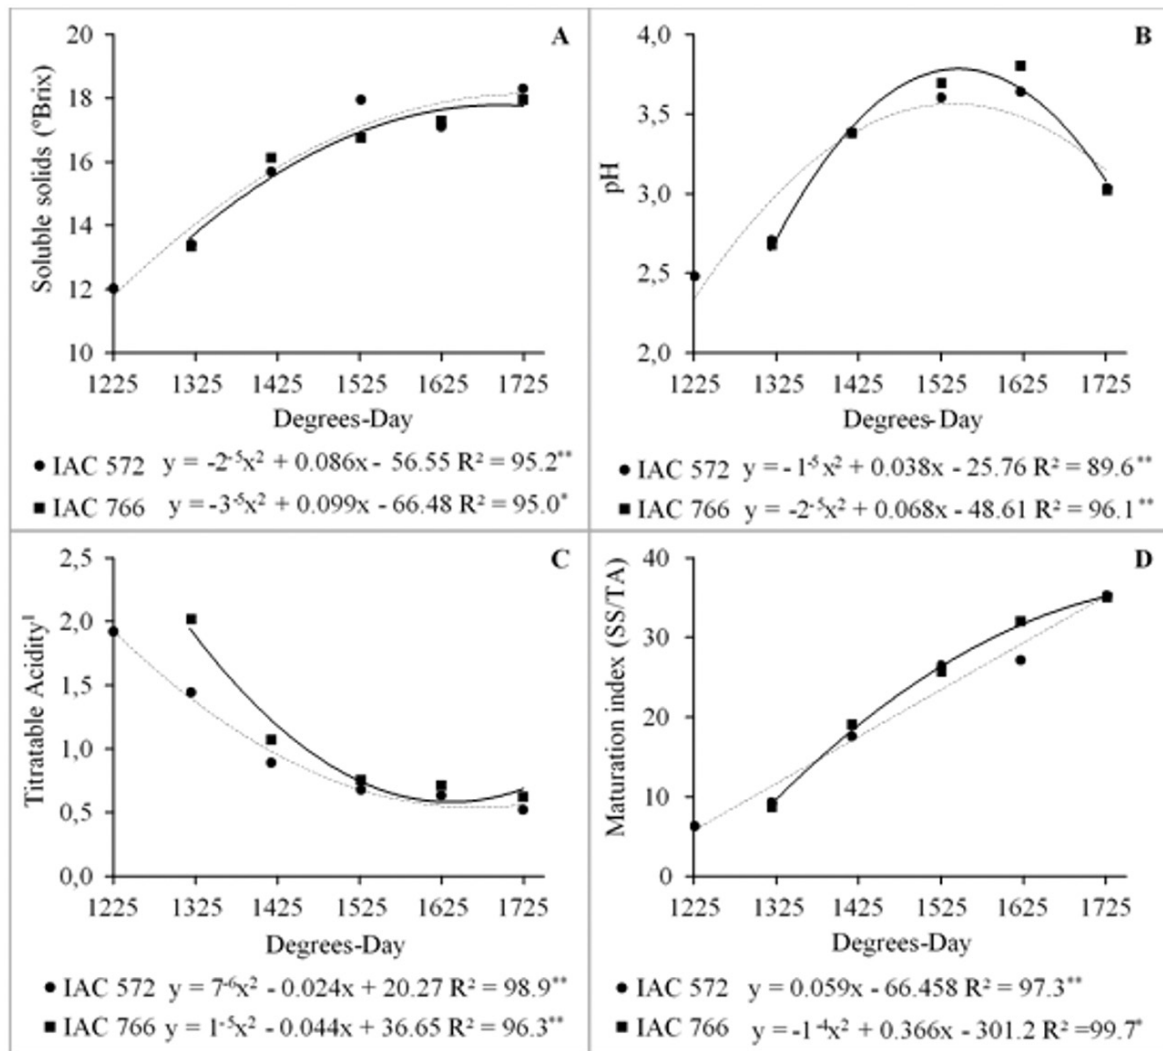 A
Soluble solids (°Brix)
20
18
16
14
12
10
1225 1325 1425 1525 1625 1725
Degrees-Day
● IAC 572 y = -2⁻⁵x² + 0.086x - 56.55 R² = 95.2**
■ IAC 766 y = -3⁻⁵x² + 0.099x - 66.48 R² = 95.0*
B
pH
4,0
3,5
3,0
2,5
2,0
1225 1325 1425 1525 1625 1725
Degrees-Day
● IAC 572 y = - 1⁻⁵x² + 0.038x - 25.76 R² = 89.6**
■ IAC 766 y = -2⁻⁵x² + 0.068x - 48.61 R² = 96.1**
C
Titratable Acidity¹
2,5
2,0
1,5
1,0
0,5
0,0
1225 1325 1425 1525 1625 1725
Degrees-Day
● IAC 572 y = 7⁻⁶x² - 0.024x + 20.27 R² = 98.9**
■ IAC 766 y = 1⁻⁵x² - 0.044x + 36.65 R² = 96.3**
D
Maturation index (SS/TA)
40
30
20
10
0
1225 1325 1425 1525 1625 1725
Degrees-Day
● IAC 572 y = 0.059x - 66.458 R² = 97.3**
■ IAC 766 y = -1⁻⁴x² + 0.366x - 301.2 R² =99.7*